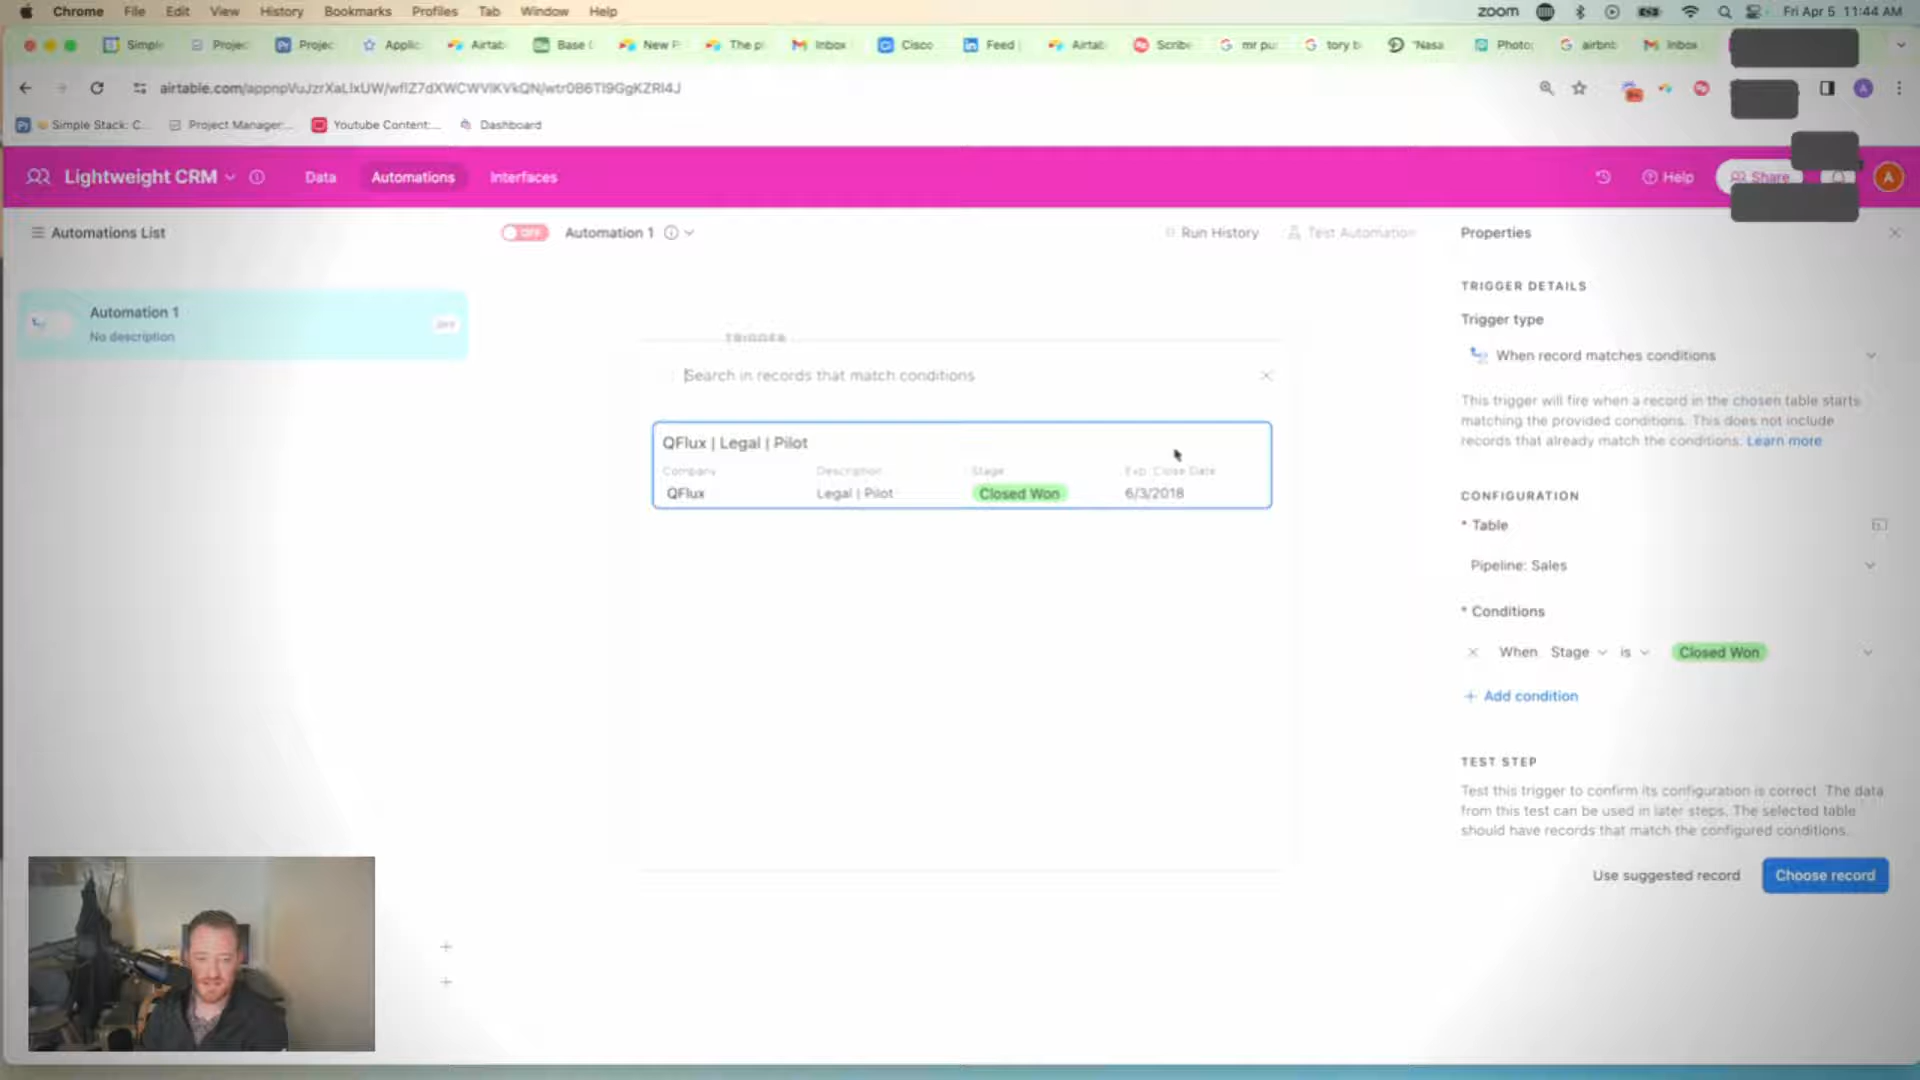 Chrome File Edit View History Bookmarks Profiles Tab Window Help zoom Fri Apr 5 11:44 AM
Simple Projec Projec Applic Airtab Base New P The p Inbox Cisco Feed Airtab Scribe mr pu tory b 'Nasa Photo: airbnb Inbox
airtable.com/appnpVuJzrXaLIxUW/wflZ7dXWCWVIKVkQN/wtr0B6Tl9GgKZRI4J A
Simple Stack: C... Project Manager:... Youtube Content:... Dashboard
Lightweight CRM Data Automations Interfaces Help Share A
Automations List OFF Automation 1 Run History Test Automation Properties
Automation 1
No description
OFF
TRIGGER
Search in records that match conditions
QFlux | Legal | Pilot
Company Description Stage Exp. Close Date
QFlux Legal | Pilot Closed Won 6/3/2018
TRIGGER DETAILS
Trigger type
When record matches conditions
This trigger will fire when a record in the chosen table starts
matching the provided conditions. This does not include
records that already match the conditions. Learn more
CONFIGURATION
* Table
Pipeline: Sales
* Conditions
When Stage is Closed Won
+ Add condition
TEST STEP
Test this trigger to confirm its configuration is correct. The data
from this test can be used in later steps. The selected table
should have records that match the configured conditions.
Use suggested record Choose record